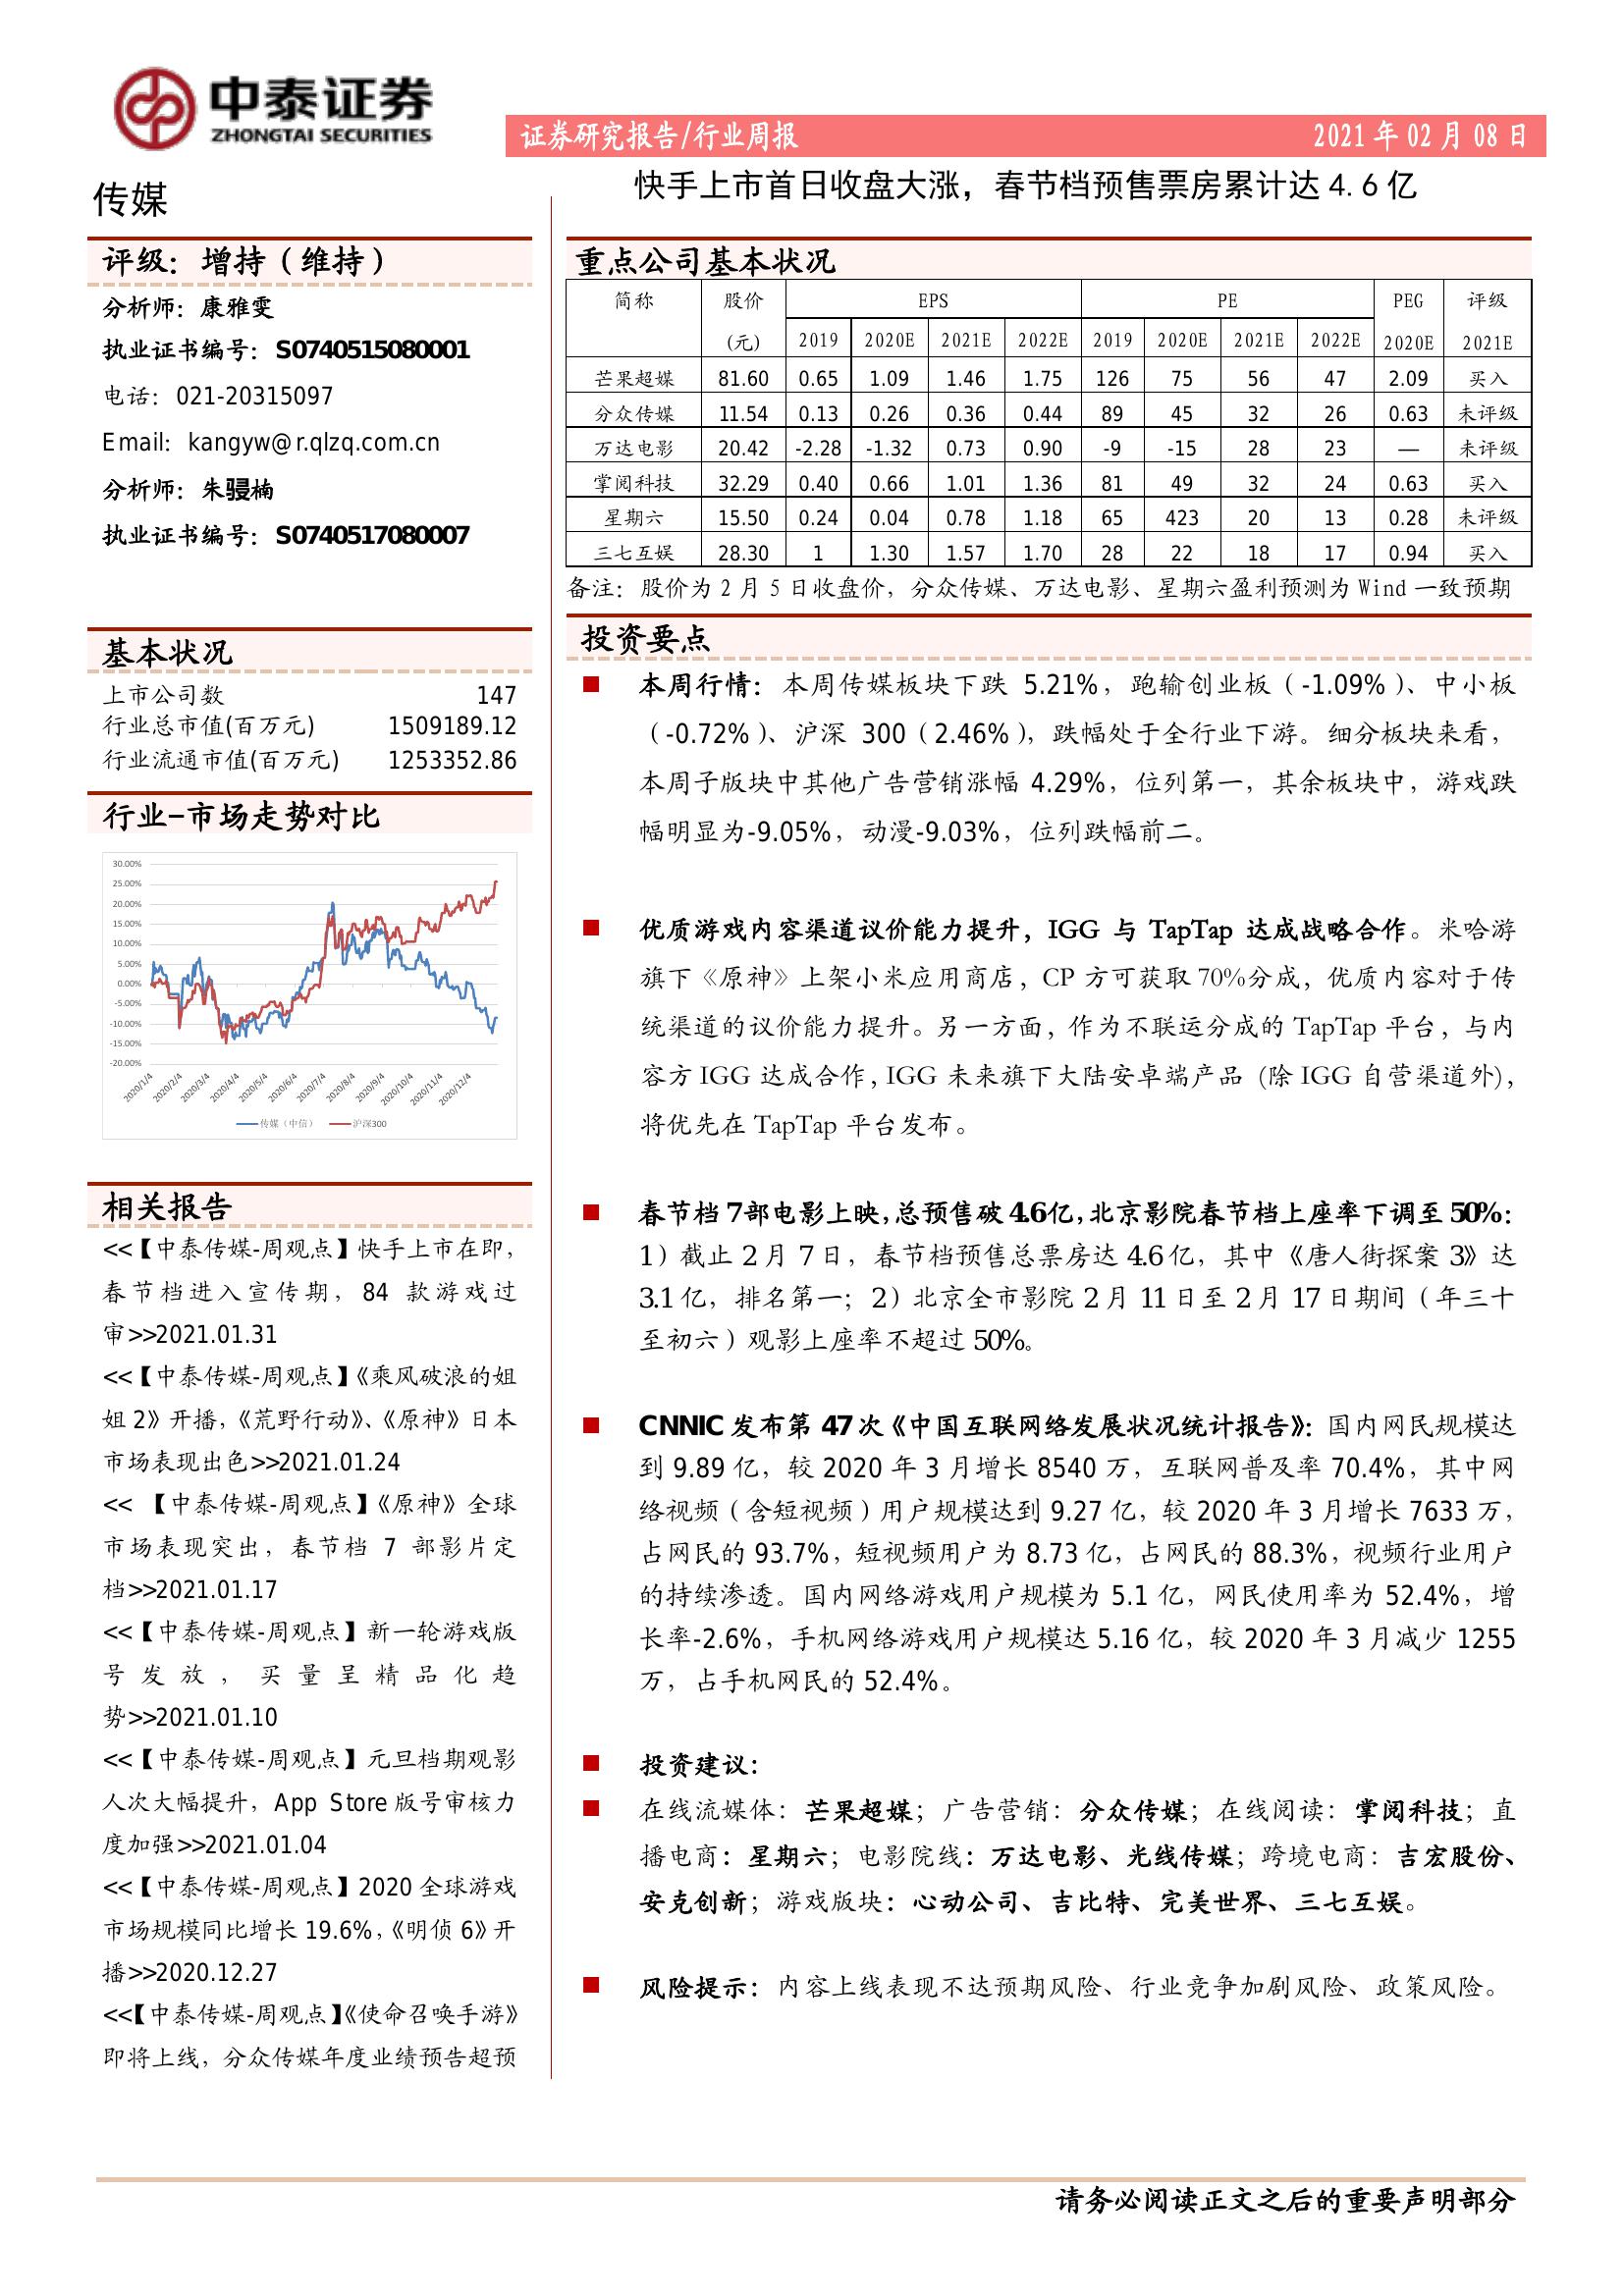 中泰证券
ZHONGTAI SECURITIES
证券研究报告/行业周报 2021 年 02 月 08 日
传媒
快手上市首日收盘大涨，春节档预售票房累计达 4.6 亿
评级：增持（维持）
分析师：康雅雯
执业证书编号：S0740515080001
电话：021-20315097
Email：kangyw@r.qlzq.com.cn
分析师：朱骎楠
执业证书编号：S0740517080007
基本状况
上市公司数 147
行业总市值(百万元) 1509189.12
行业流通市值(百万元) 1253352.86
行业-市场走势对比
30.00%
25.00%
20.00%
15.00%
10.00%
5.00%
0.00%
-5.00%
-10.00%
-15.00%
-20.00%
2020/1/4 2020/2/4 2020/3/4 2020/4/4 2020/5/4 2020/6/4 2020/7/4 2020/8/4 2020/9/4 2020/10/4 2020/11/4 2020/12/4
传媒（中信） 沪深300
相关报告
<<【中泰传媒-周观点】快手上市在即，
春节档进入宣传期，84 款游戏过
审>>2021.01.31
<<【中泰传媒-周观点】《乘风破浪的姐
姐 2》开播，《荒野行动》、《原神》日本
市场表现出色>>2021.01.24
<< 【中泰传媒-周观点】《原神》全球
市场表现突出，春节档 7 部影片定
档>>2021.01.17
<<【中泰传媒-周观点】新一轮游戏版
号发放，买量呈精品化趋
势>>2021.01.10
<<【中泰传媒-周观点】元旦档期观影
人次大幅提升，App Store 版号审核力
度加强>>2021.01.04
<<【中泰传媒-周观点】2020 全球游戏
市场规模同比增长 19.6%，《明侦 6》开
播>>2020.12.27
<<【中泰传媒-周观点】《使命召唤手游》
即将上线，分众传媒年度业绩预告超预
重点公司基本状况
简称 股价 EPS PE PEG 评级
(元) 2019 2020E 2021E 2022E 2019 2020E 2021E 2022E 2020E 2021E
芒果超媒 81.60 0.65 1.09 1.46 1.75 126 75 56 47 2.09 买入
分众传媒 11.54 0.13 0.26 0.36 0.44 89 45 32 26 0.63 未评级
万达电影 20.42 -2.28 -1.32 0.73 0.90 -9 -15 28 23 — 未评级
掌阅科技 32.29 0.40 0.66 1.01 1.36 81 49 32 24 0.63 买入
星期六 15.50 0.24 0.04 0.78 1.18 65 423 20 13 0.28 未评级
三七互娱 28.30 1 1.30 1.57 1.70 28 22 18 17 0.94 买入
备注：股价为 2 月 5 日收盘价，分众传媒、万达电影、星期六盈利预测为 Wind 一致预期
投资要点
本周行情：本周传媒板块下跌 5.21%，跑输创业板（-1.09%）、中小板
（-0.72%）、沪深 300（2.46%），跌幅处于全行业下游。细分板块来看，
本周子版块中其他广告营销涨幅 4.29%，位列第一，其余板块中，游戏跌
幅明显为-9.05%，动漫-9.03%，位列跌幅前二。
优质游戏内容渠道议价能力提升，IGG 与 TapTap 达成战略合作。米哈游
旗下《原神》上架小米应用商店，CP 方可获取 70%分成，优质内容对于传
统渠道的议价能力提升。另一方面，作为不联运分成的 TapTap 平台，与内
容方 IGG 达成合作，IGG 未来旗下大陆安卓端产品 (除 IGG 自营渠道外)，
将优先在 TapTap 平台发布。
春节档 7部电影上映，总预售破 4.6亿，北京影院春节档上座率下调至 50%：
1）截止 2 月 7 日，春节档预售总票房达 4.6 亿，其中《唐人街探案 3》达
3.1 亿，排名第一；2）北京全市影院 2 月 11 日至 2 月 17 日期间（年三十
至初六）观影上座率不超过 50%。
CNNIC 发布第 47 次《中国互联网络发展状况统计报告》：国内网民规模达
到 9.89 亿，较 2020 年 3 月增长 8540 万，互联网普及率 70.4%，其中网
络视频（含短视频）用户规模达到 9.27 亿，较 2020 年 3 月增长 7633 万，
占网民的 93.7%，短视频用户为 8.73 亿，占网民的 88.3%，视频行业用户
的持续渗透。国内网络游戏用户规模为 5.1 亿，网民使用率为 52.4%，增
长率-2.6%，手机网络游戏用户规模达 5.16 亿，较 2020 年 3 月减少 1255
万，占手机网民的 52.4%。
投资建议：
在线流媒体：芒果超媒；广告营销：分众传媒；在线阅读：掌阅科技；直
播电商：星期六；电影院线：万达电影、光线传媒；跨境电商：吉宏股份、
安克创新；游戏版块：心动公司、吉比特、完美世界、三七互娱。
风险提示：内容上线表现不达预期风险、行业竞争加剧风险、政策风险。
请务必阅读正文之后的重要声明部分